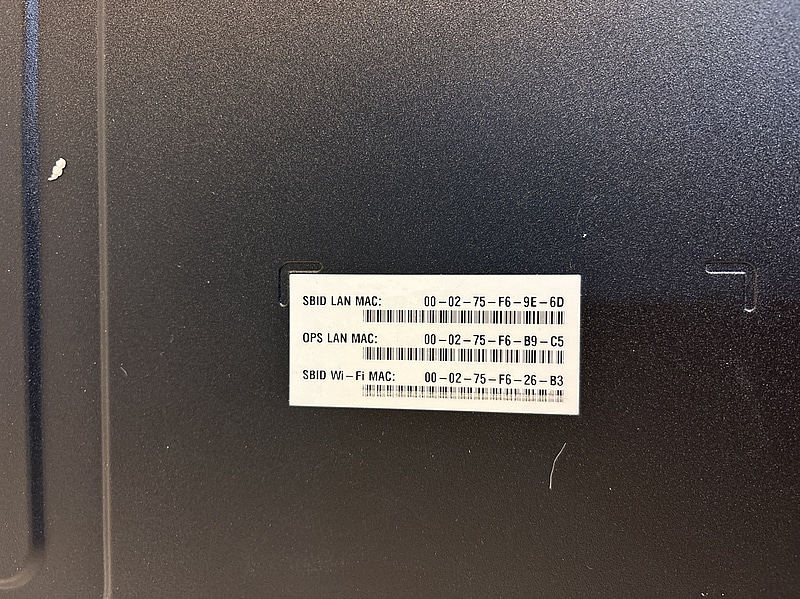 SBID LAN MAC: 00-02-75-F6-9E-6D
OPS LAN MAC: 00-02-75-F6-B9-C5
SBID Wi-Fi MAC: 00-02-75-F6-26-B3